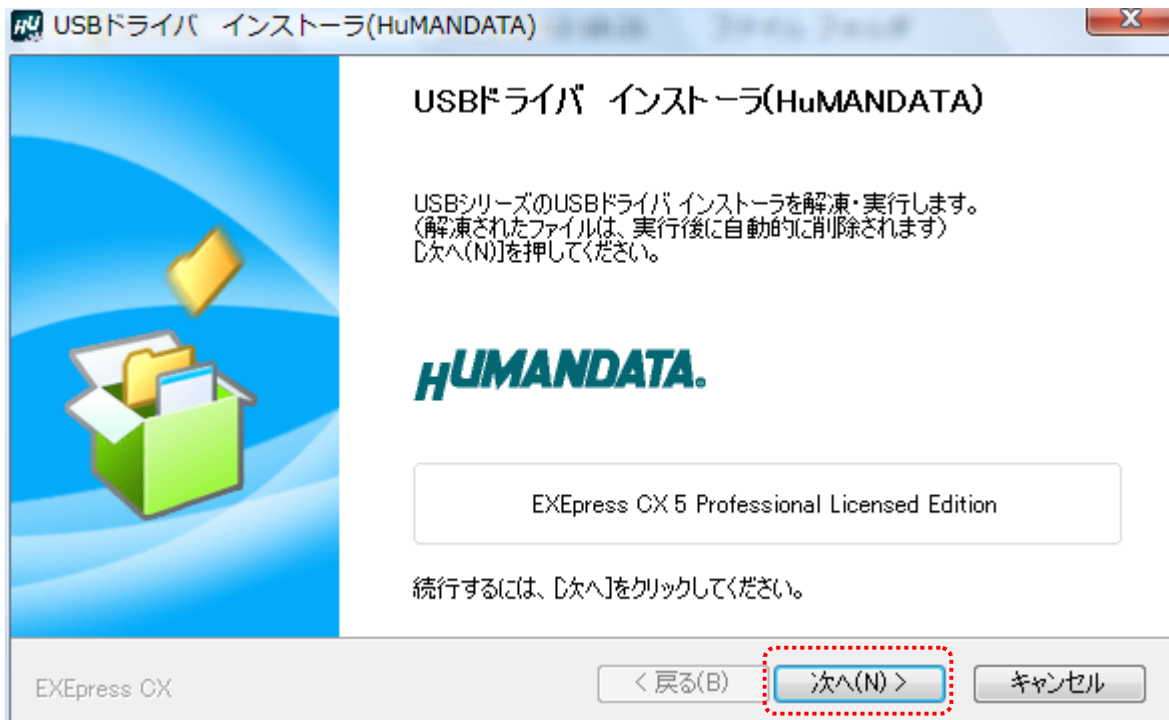 USBドライバ インストーラ(HuMANDATA)
USBドライバ インストーラ(HuMANDATA)
USBシリーズのUSBドライバ インストーラを解凍・実行します。
(解凍されたファイルは、実行後に自動的に削除されます)
[次へ(N)]を押してください。
HUMANDATA.
EXEpress CX 5 Professional Licensed Edition
続行するには、[次へ]をクリックしてください。
EXEpress CX
< 戻る(B)
次へ(N) >
キャンセル